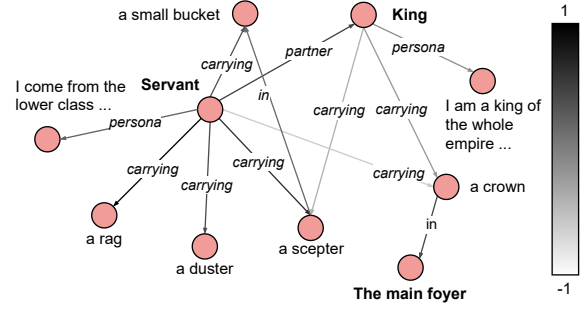 a small bucket
King
1
carrying
partner
persona
Servant
in
I come from the
lower class ...
I am a king of
the whole
empire ...
persona
carrying
carrying
carrying
carrying
carrying
carrying
a crown
a rag
in
a duster
a scepter
The main foyer
-1